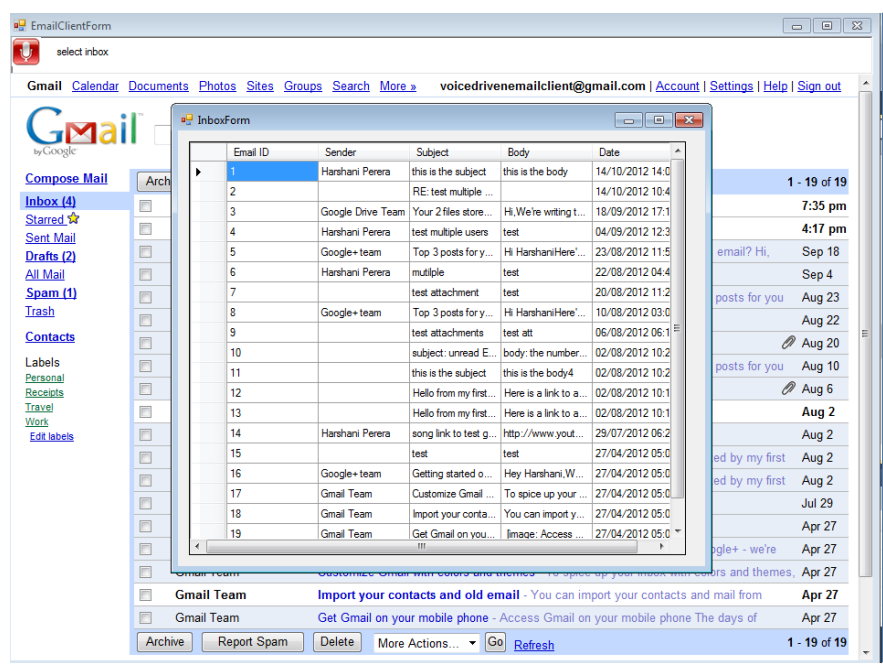 EmailClientForm
select inbox
Gmail Calendar Documents Photos Sites Groups Search More » voicedrivenemailclient@gmail.com | Account | Settings | Help | Sign out
Gmail™
by Google
InboxForm
Compose Mail
Inbox (4)
Starred
Sent Mail
Drafts (2)
All Mail
Spam (1)
Trash
Contacts
Labels
Personal
Receipts
Travel
Work
Edit labels
Arch
Email ID Sender Subject Body Date
1 Harshani Perera this is the subject this is the body 14/10/2012 14:0
2 RE: test multiple ... 14/10/2012 10:4
3 Google Drive Team Your 2 files store... Hi,We're writing t... 18/09/2012 17:1
4 Harshani Perera test multiple users test 04/09/2012 12:3
5 Google+ team Top 3 posts for y... Hi HarshaniHere'... 23/08/2012 11:5
6 Harshani Perera mutilple test 22/08/2012 04:4
7 test attachment test 20/08/2012 11:2
8 Google+ team Top 3 posts for y... Hi HarshaniHere'... 10/08/2012 03:0
9 test attachments test att 06/08/2012 06:1
10 subject: unread E... body: the number... 02/08/2012 10:2
11 this is the subject this is the body4 02/08/2012 10:2
12 Hello from my first... Here is a link to a... 02/08/2012 10:1
13 Hello from my first... Here is a link to a... 02/08/2012 10:1
14 Harshani Perera song link to test g... http://www.yout... 29/07/2012 06:2
15 test test 27/04/2012 05:0
16 Google+ team Getting started o... Hey Harshani,W... 27/04/2012 05:0
17 Gmail Team Customize Gmail ... To spice up your ... 27/04/2012 05:0
18 Gmail Team Import your conta... You can import y... 27/04/2012 05:0
19 Gmail Team Get Gmail on you... [image: Access ... 27/04/2012 05:0
1 - 19 of 19
7:35 pm
4:17 pm
email? Hi, Sep 18
Sep 4
posts for you Aug 23
Aug 22
Aug 20
posts for you Aug 10
Aug 6
Aug 2
Aug 2
ed by my first Aug 2
ed by my first Aug 2
Jul 29
Apr 27
ogle+ - we're Apr 27
Gmail Team Customize Gmail with colors and themes - To spice up your inbox with colors and themes, Apr 27
Gmail Team Import your contacts and old email - You can import your contacts and mail from Apr 27
Gmail Team Get Gmail on your mobile phone - Access Gmail on your mobile phone The days of Apr 27
Archive Report Spam Delete More Actions... Go Refresh 1 - 19 of 19